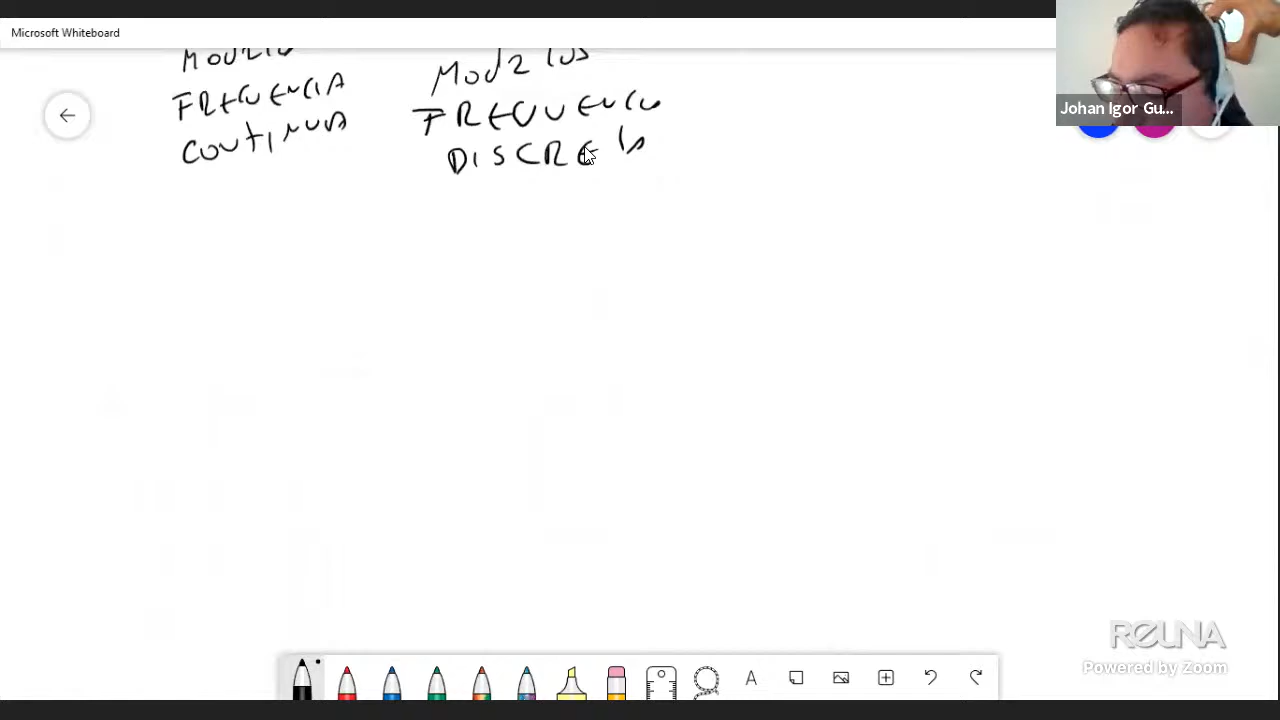 Microsoft Whiteboard
FRECUENCIA
CONTINUA
FRECUENCIA
DISCRETA
Johan Igor Gu...
A
REUNA
Powered by Zoom